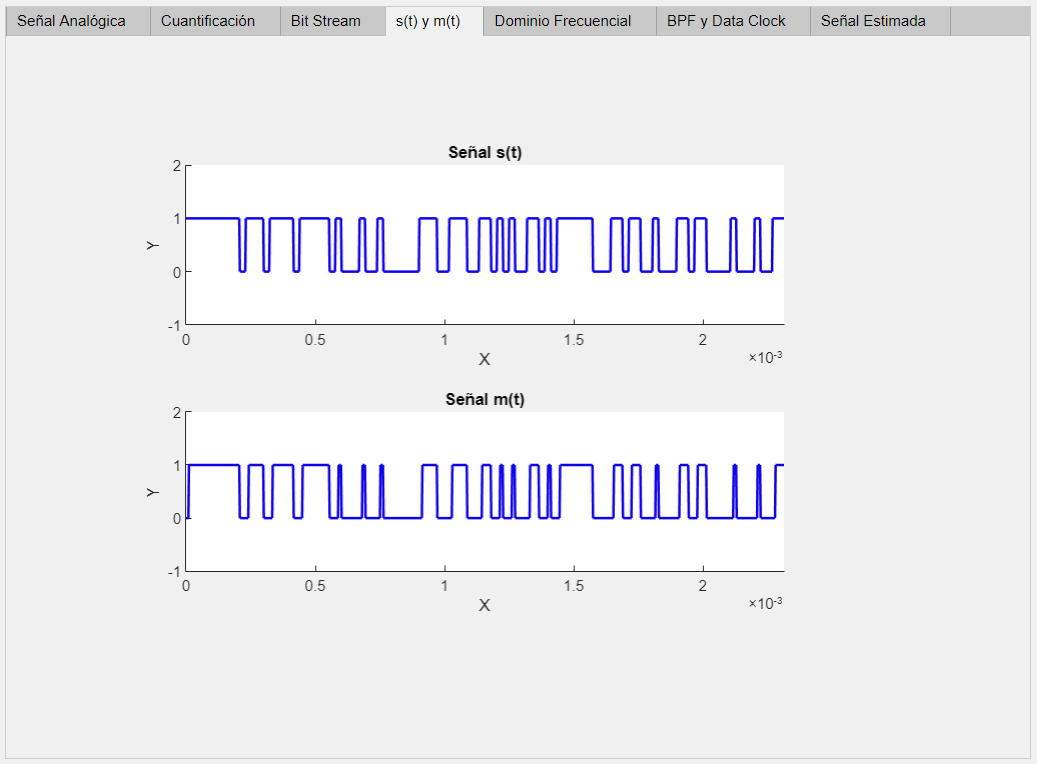 Señal Analógica Cuantificación Bit Stream s(t) y m(t) Dominio Frecuencial BPF y Data Clock Señal Estimada
Señal s(t)
2
1
0
-1
Y
0 0.5 1 1.5 2
X
×10-3
Señal m(t)
2
1
0
-1
Y
0 0.5 1 1.5 2
X
×10-3